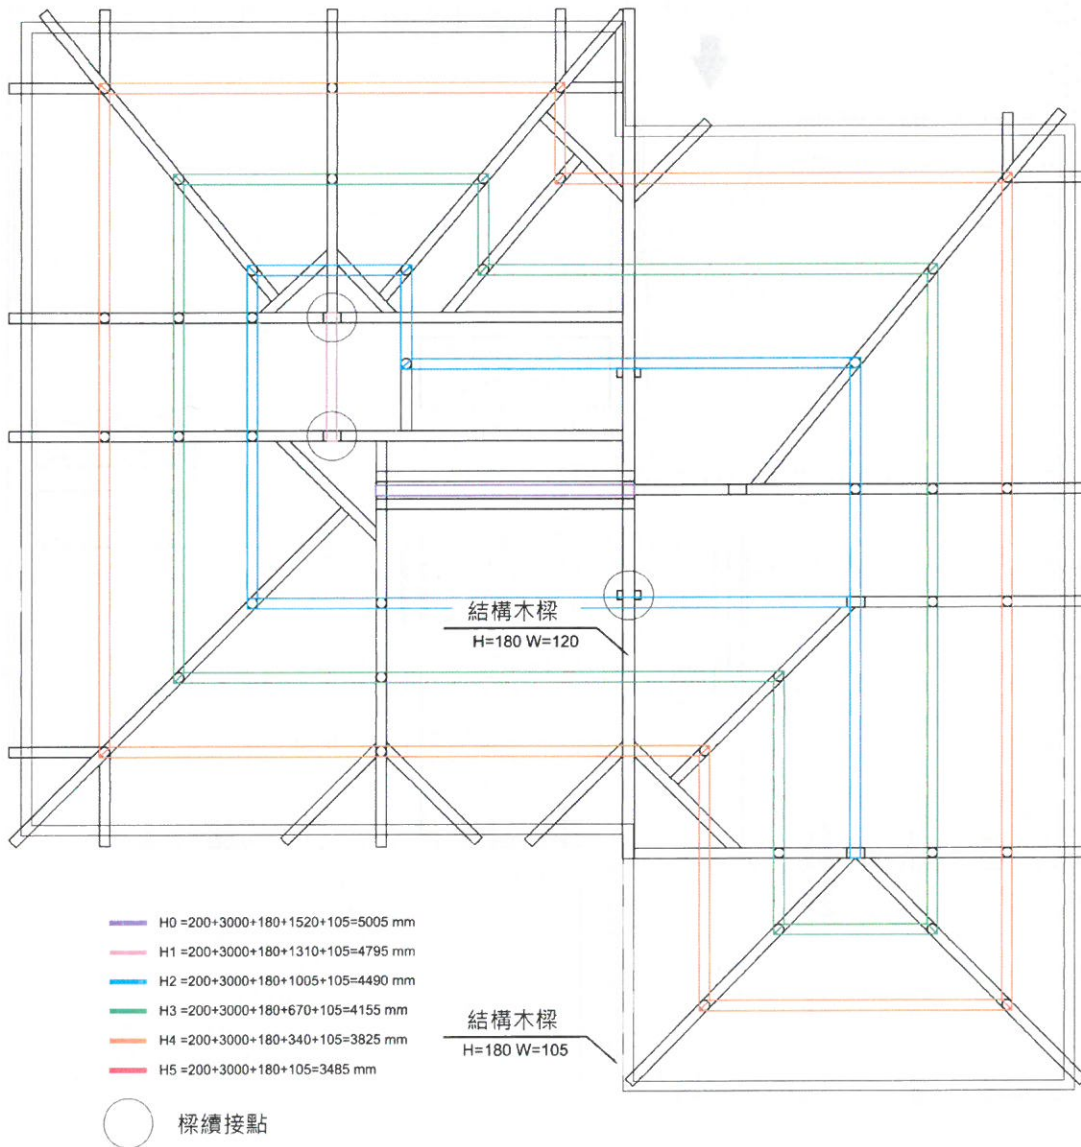 結構木樑
H=180 W=120
H0 =200+3000+180+1520+105=5005 mm
H1 =200+3000+180+1310+105=4795 mm
H2 =200+3000+180+1005+105=4490 mm
H3 =200+3000+180+670+105=4155 mm
H4 =200+3000+180+340+105=3825 mm
H5 =200+3000+180+105=3485 mm
結構木樑
H=180 W=105
樑續接點